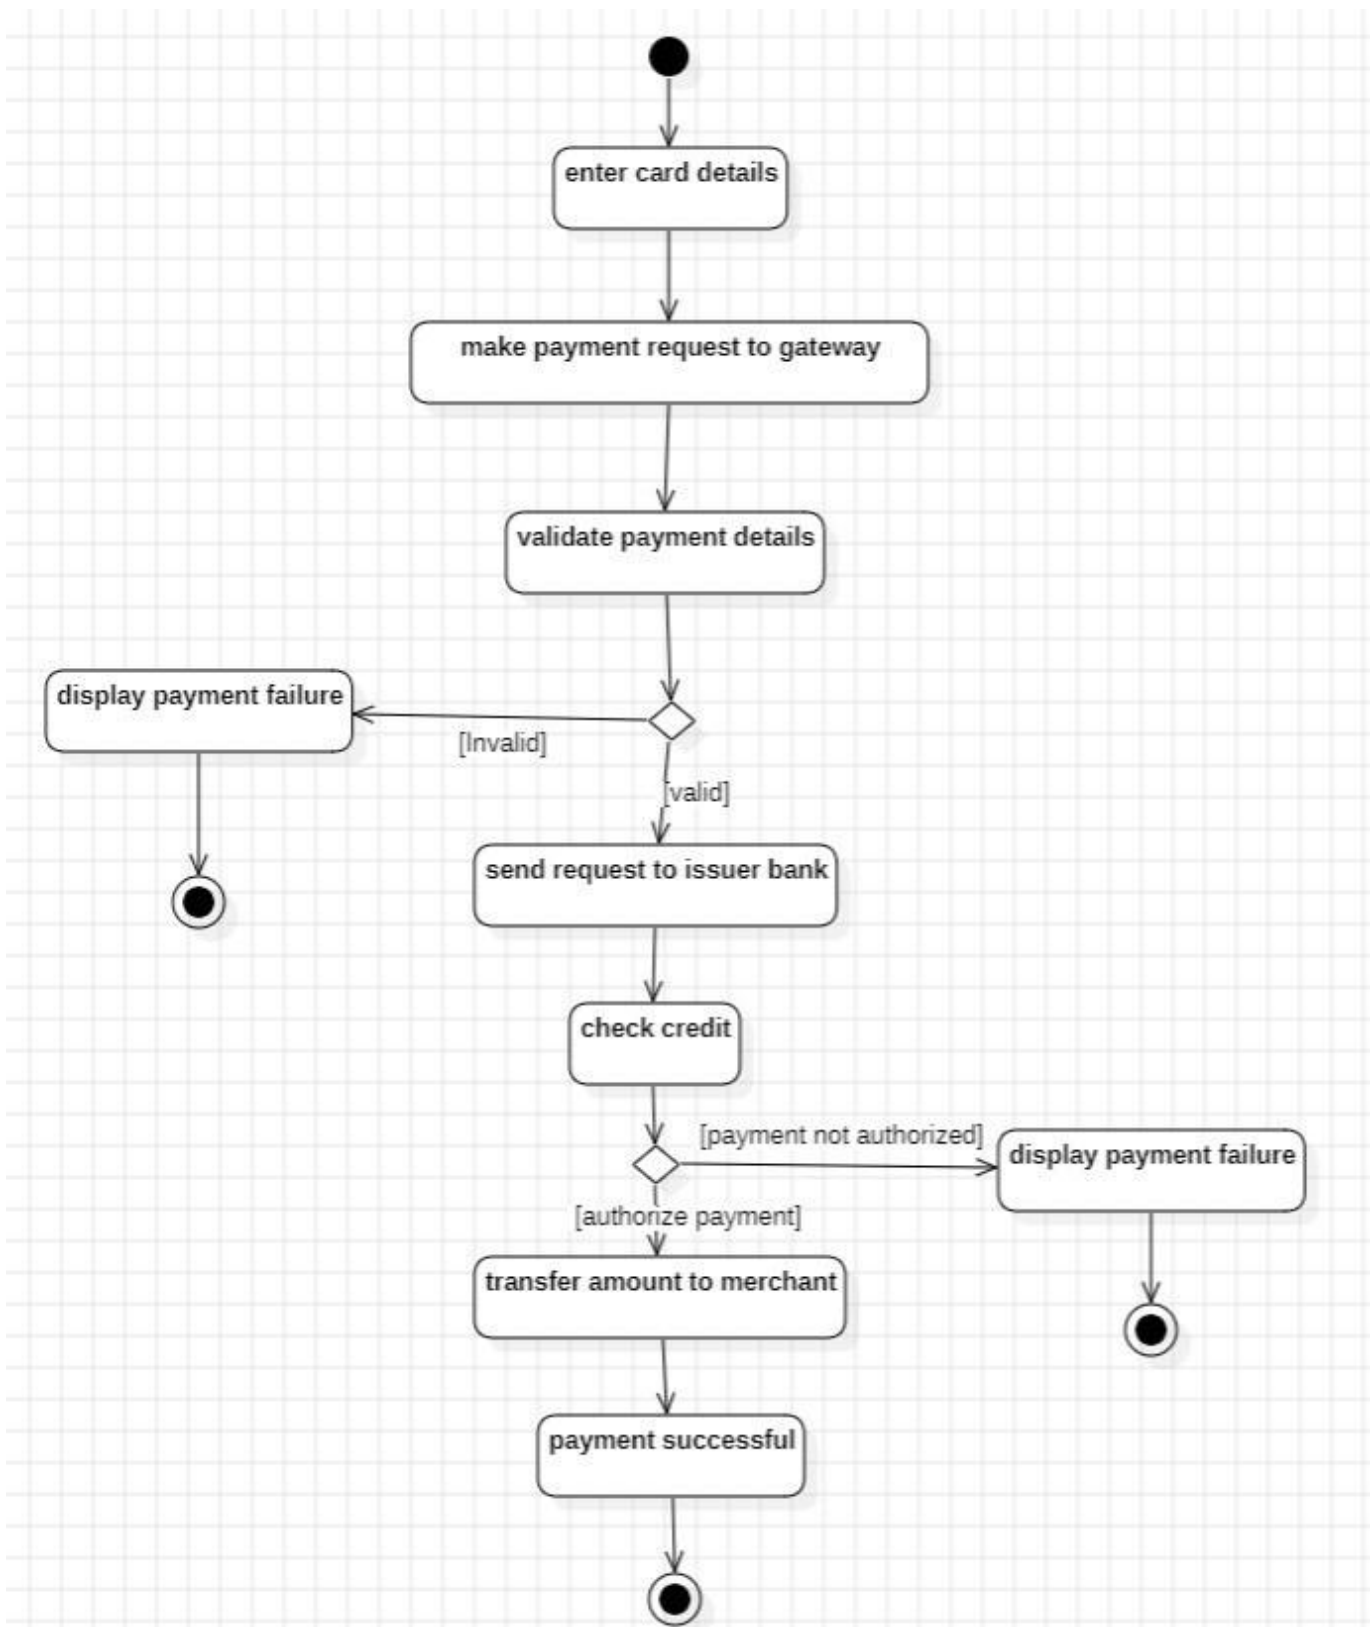 enter card details
make payment request to gateway
validate payment details
display payment failure
[Invalid]
[valid]
send request to issuer bank
check credit
[payment not authorized]
display payment failure
[authorize payment]
transfer amount to merchant
payment successful